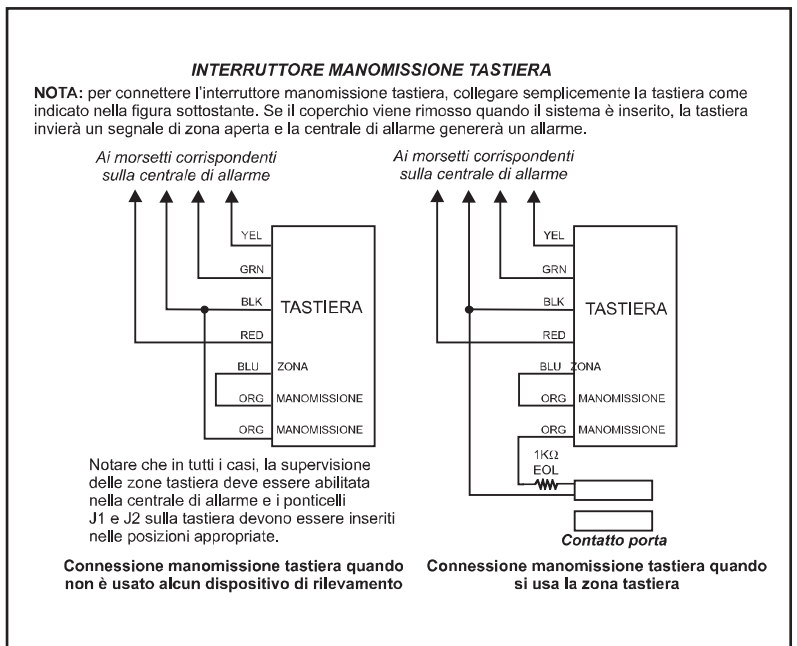 INTERRUTTORE MANOMISSIONE TASTIERA
NOTA: per connettere l'interruttore manomissione tastiera, collegare semplicemente la tastiera come
indicato nella figura sottostante. Se il coperchio viene rimosso quando il sistema è inserito, la tastiera
invierà un segnale di zona aperta e la centrale di allarme genererà un allarme.
Ai morsetti corrispondenti
sulla centrale di allarme
YEL
GRN
BLK
TASTIERA
RED
BLU ZONA
ORG MANOMISSIONE
ORG MANOMISSIONE
Notare che in tutti i casi, la supervisione
delle zone tastiera deve essere abilitata
nella centrale di allarme e i ponticelli
J1 e J2 sulla tastiera devono essere inseriti
nelle posizioni appropriate.
Connessione manomissione tastiera quando
non è usato alcun dispositivo di rilevamento
Ai morsetti corrispondenti
sulla centrale di allarme
YEL
GRN
BLK
TASTIERA
RED
BLU ZONA
ORG MANOMISSIONE
ORG MANOMISSIONE
1KΩ
EOL
Contatto porta
Connessione manomissione tastiera quando
si usa la zona tastiera